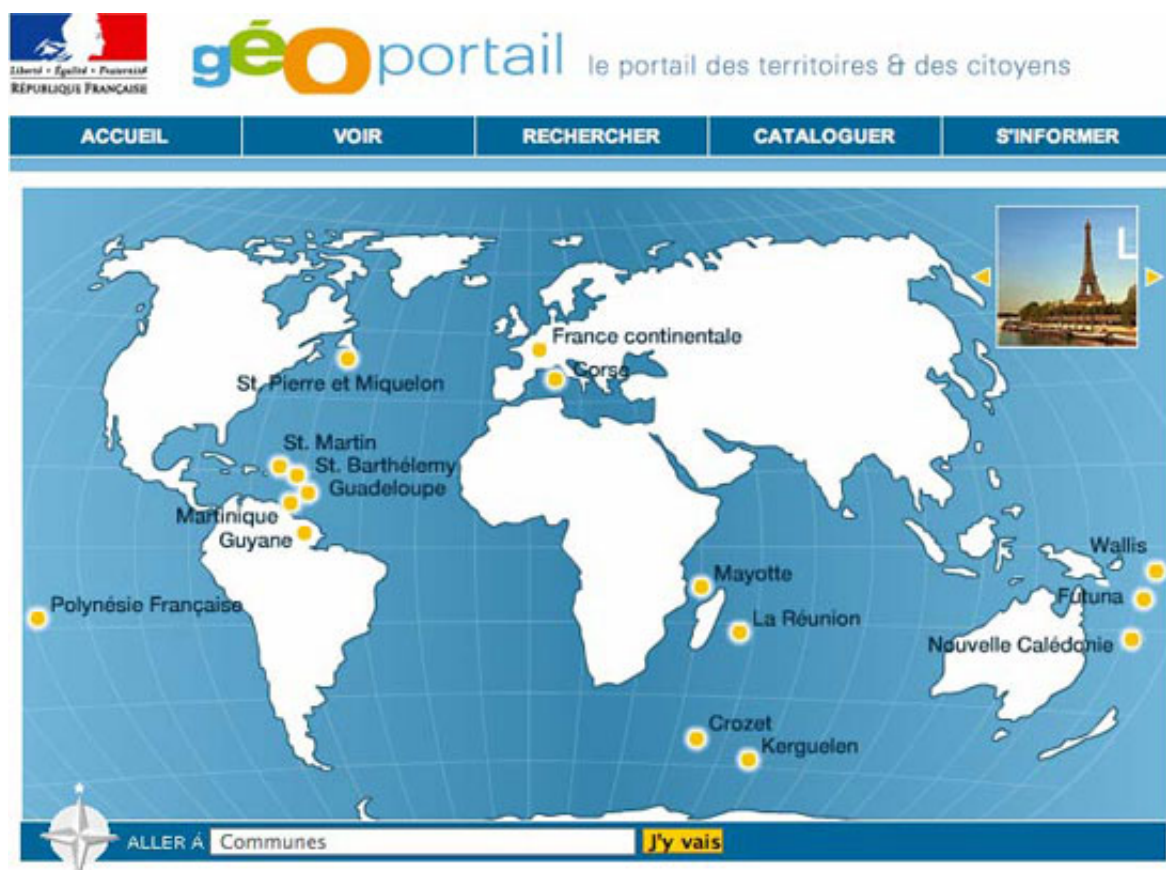 Liberté • Égalité • Fraternité
RÉPUBLIQUE FRANÇAISE
géoportail le portail des territoires & des citoyens
ACCUEIL VOIR RECHERCHER CATALOGUER S'INFORMER
L
France continentale
Corse
St. Pierre et Miquelon
St. Martin
St. Barthélemy
Guadeloupe
Martinique
Guyane
Wallis
Mayotte
Futuna
Polynésie Française
La Réunion
Nouvelle Calédonie
Crozet
Kerguelen
ALLER Á Communes J'y vais